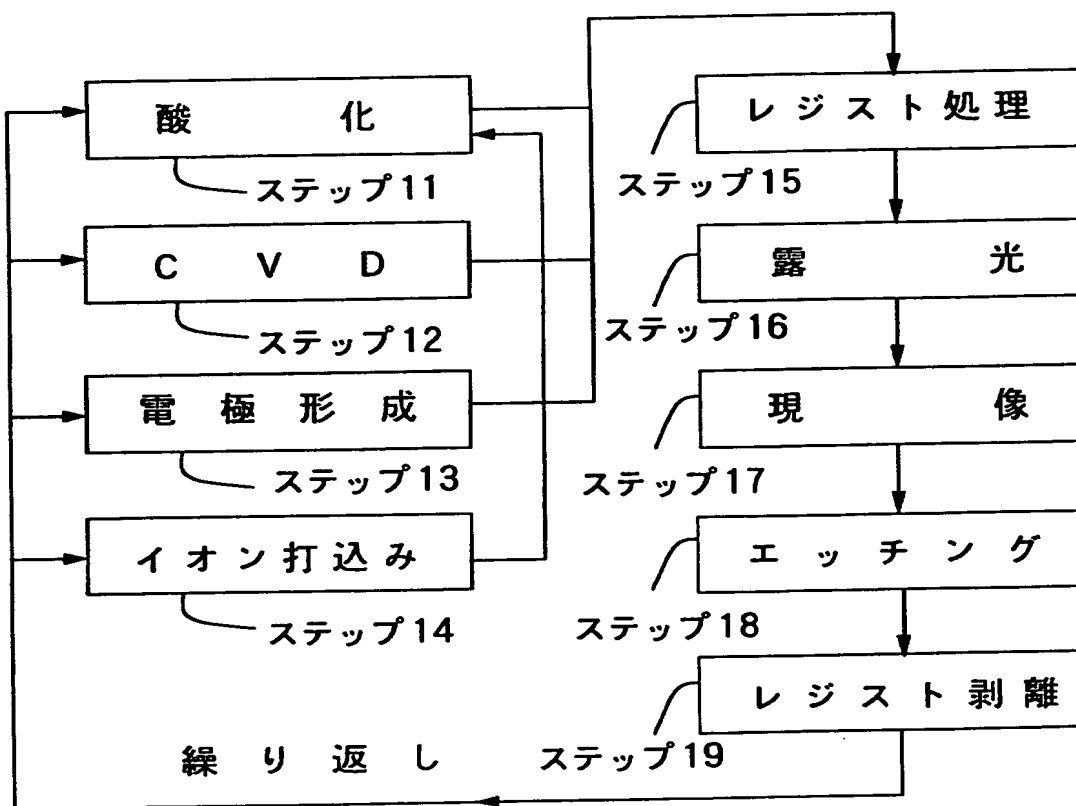 酸化
ステップ11
CVD
ステップ12
電極形成
ステップ13
イオン打込み
ステップ14
繰り返し
レジスト処理
ステップ15
露光
ステップ16
現像
ステップ17
エッチング
ステップ18
レジスト剥離
ステップ19